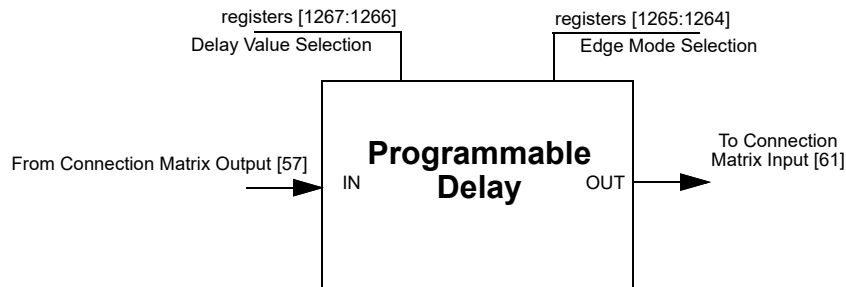 registers [1267:1266]
Delay Value Selection
registers [1265:1264]
Edge Mode Selection
From Connection Matrix Output [57]
IN
Programmable
Delay
OUT
To Connection
Matrix Input [61]